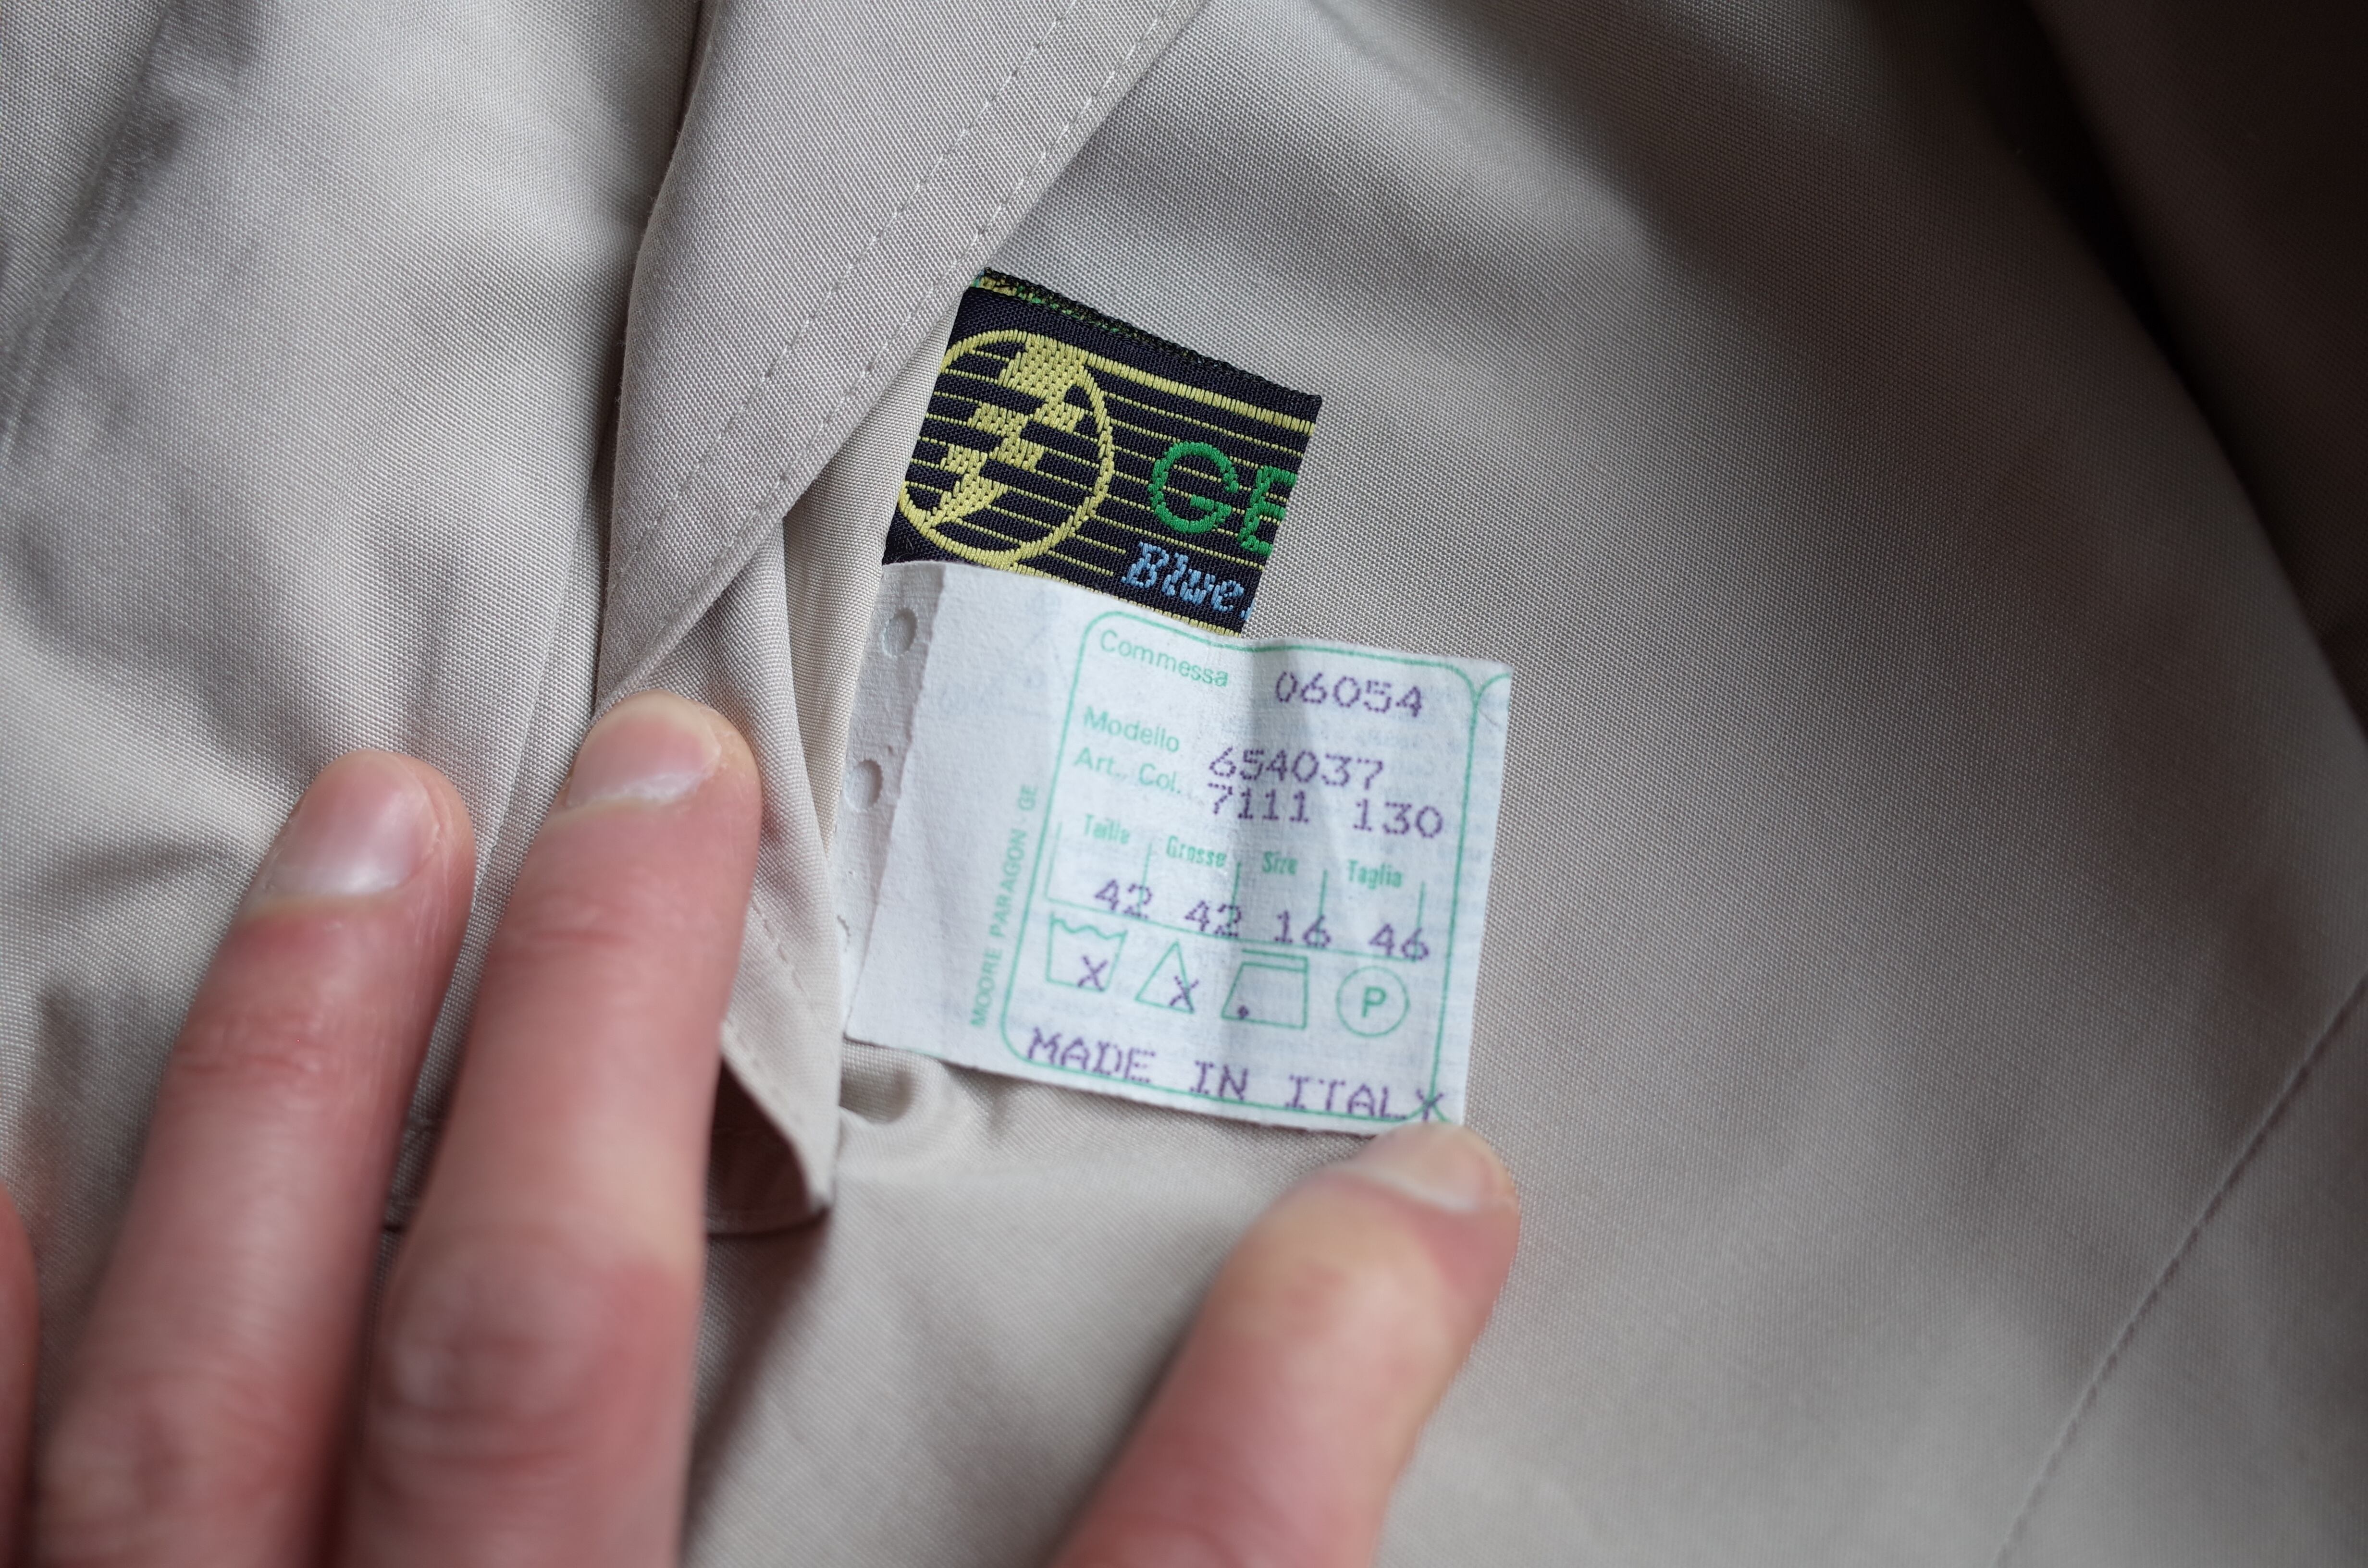 GE
Blue.
Commessa 06054
Modello 654037
Art., Col. 7111 130
Taille Grosse Size Taglia
42 42 16 46
X X P
MADE IN ITALY
MOORE PARAGON - GE